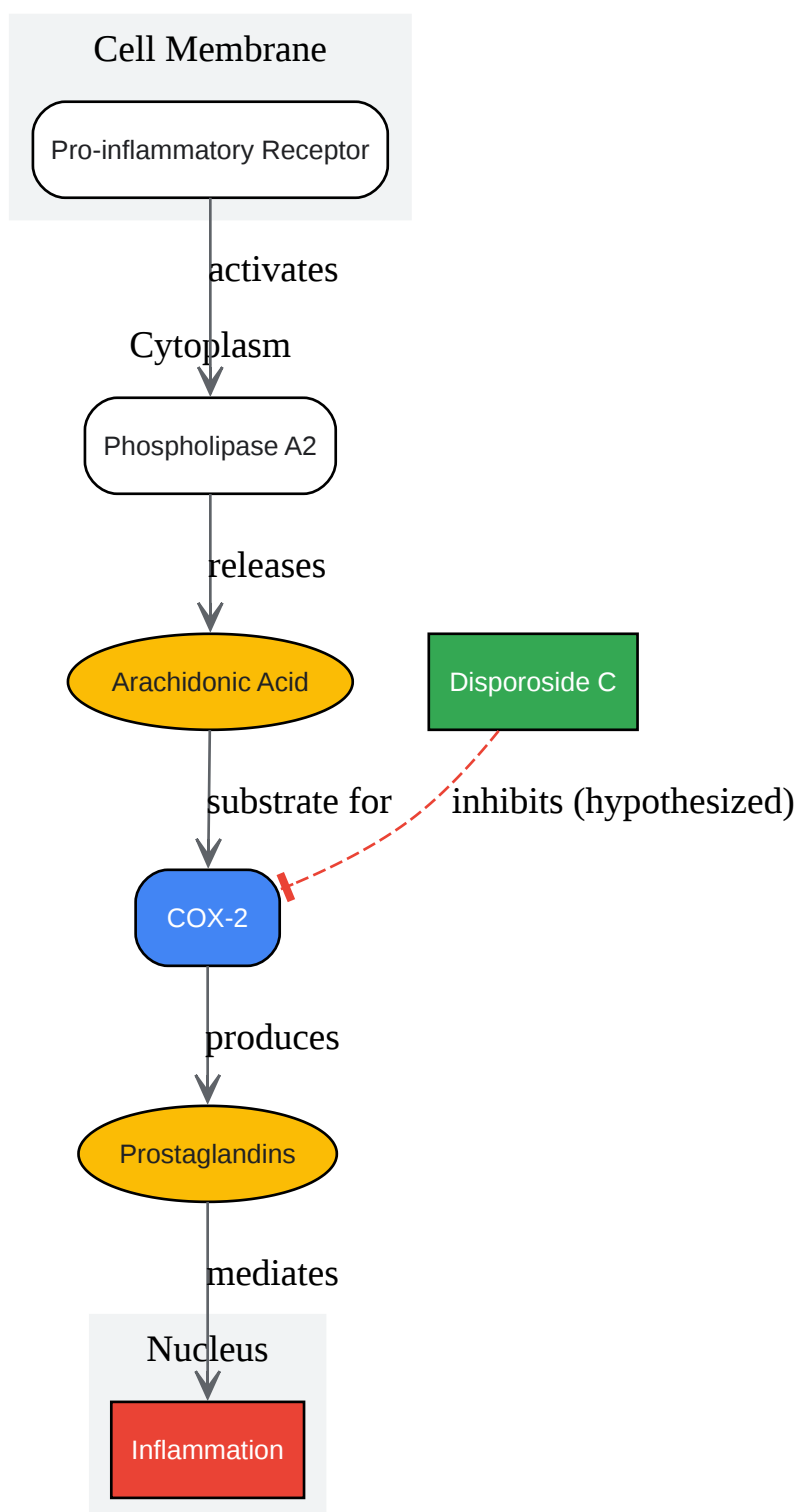 Cell Membrane
Pro-inflammatory Receptor
activates
Cytoplasm
Phospholipase A2
releases
Arachidonic Acid
Disporoside C
substrate for
inhibits (hypothesized)
COX-2
produces
Prostaglandins
mediates
Nucleus
Inflammation